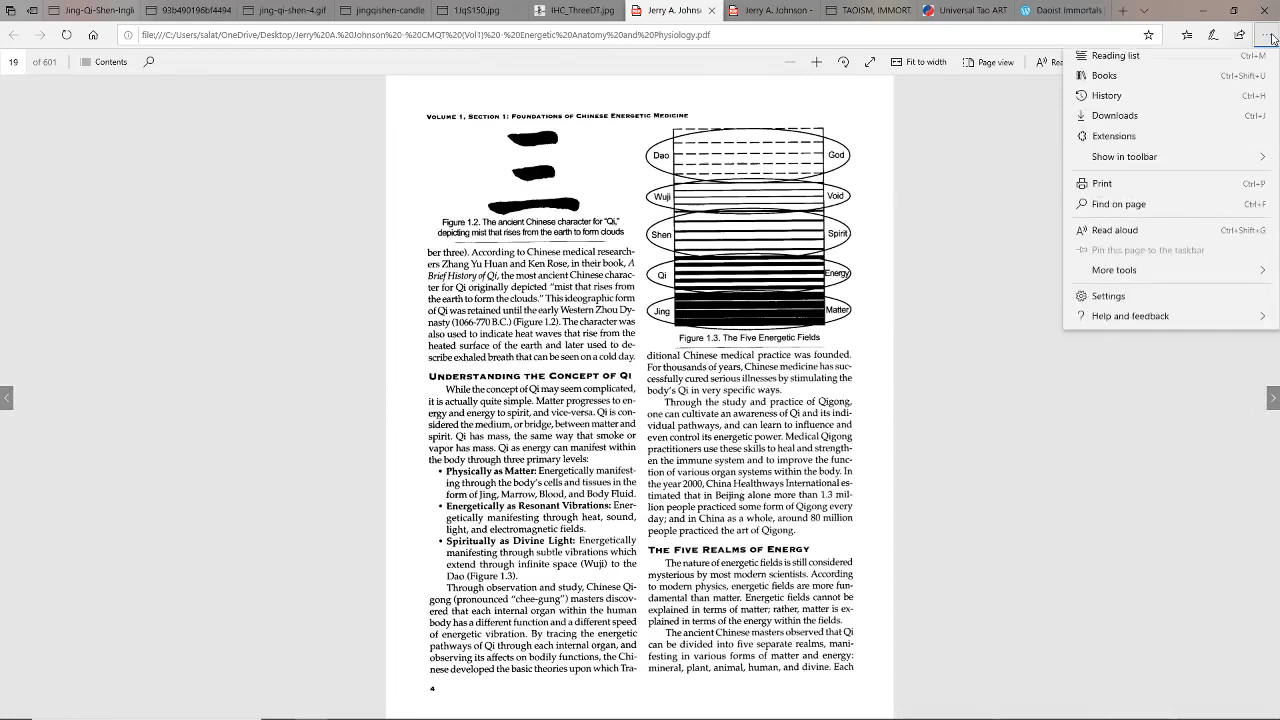 Jing-Qi-Shen-Ingk
93b490196bf4494
jing-qi-shen-4.gif
jingqishen-candle
1JqS150.jpg
IHC_ThreeDT.jpg
Jerry A. Johnson
Jerry A. Johnson -
TAOISM, IMMORT
Universal Tao ART
Daoist Immortals
file:///C:/Users/salat/OneDrive/Desktop/Jerry%20A.%20Johnson%20-%20CMQT%20(Vol1)%20-%20Energetic%20Anatomy%20and%20Physiology.pdf
19 of 601
Contents
Fit to width
Page view
Rea
Reading list Ctrl+M
Books Ctrl+Shift+U
History Ctrl+H
Downloads Ctrl+J
Extensions
Show in toolbar
Print Ctrl+P
Find on page Ctrl+F
Read aloud Ctrl+Shift+G
Pin this page to the taskbar
More tools
Settings
Help and feedback
VOLUME 1, SECTION 1: FOUNDATIONS OF CHINESE ENERGETIC MEDICINE
Figure 1.2. The ancient Chinese character for "Qi,"
depicting mist that rises from the earth to form clouds
ber three). According to Chinese medical research-
ers Zhang Yu Huan and Ken Rose, in their book, A
Brief History of Qi, the most ancient Chinese charac-
ter for Qi originally depicted "mist that rises from
the earth to form the clouds." This ideographic form
of Qi was retained until the early Western Zhou Dy-
nasty (1066-770 B.C.) (Figure 1.2). The character was
also used to indicate heat waves that rise from the
heated surface of the earth and later used to de-
scribe exhaled breath that can be seen on a cold day.
UNDERSTANDING THE CONCEPT OF QI
While the concept of Qi may seem complicated,
it is actually quite simple. Matter progresses to en-
ergy and energy to spirit, and vice-versa. Qi is con-
sidered the medium, or bridge, between matter and
spirit. Qi has mass, the same way that smoke or
vapor has mass. Qi as energy can manifest within
the body through three primary levels:
• Physically as Matter: Energetically manifest-
ing through the body's cells and tissues in the
form of Jing, Marrow, Blood, and Body Fluid.
• Energetically as Resonant Vibrations: Ener-
getically manifesting through heat, sound,
light, and electromagnetic fields.
• Spiritually as Divine Light: Energetically
manifesting through subtle vibrations which
extend through infinite space (Wuji) to the
Dao (Figure 1.3).
Through observation and study, Chinese Qi-
gong (pronounced "chee-gung") masters discov-
ered that each internal organ within the human
body has a different function and a different speed
of energetic vibration. By tracing the energetic
pathways of Qi through each internal organ, and
observing its affects on bodily functions, the Chi-
nese developed the basic theories upon which Tra-
4
Dao God
Wuji Void
Shen Spirit
Qi Energy
Jing Matter
Figure 1.3. The Five Energetic Fields
ditional Chinese medical practice was founded.
For thousands of years, Chinese medicine has suc-
cessfully cured serious illnesses by stimulating the
body's Qi in very specific ways.
Through the study and practice of Qigong,
one can cultivate an awareness of Qi and its indi-
vidual pathways, and can learn to influence and
even control its energetic power. Medical Qigong
practitioners use these skills to heal and strength-
en the immune system and to improve the func-
tion of various organ systems within the body. In
the year 2000, China Healthways International es-
timated that in Beijing alone more than 1.3 mil-
lion people practiced some form of Qigong every
day; and in China as a whole, around 80 million
people practiced the art of Qigong.
THE FIVE REALMS OF ENERGY
The nature of energetic fields is still considered
mysterious by most modern scientists. According
to modern physics, energetic fields are more fun-
damental than matter. Energetic fields cannot be
explained in terms of matter; rather, matter is ex-
plained in terms of the energy within the fields.
The ancient Chinese masters observed that Qi
can be divided into five separate realms, mani-
festing in various forms of matter and energy:
mineral, plant, animal, human, and divine. Each